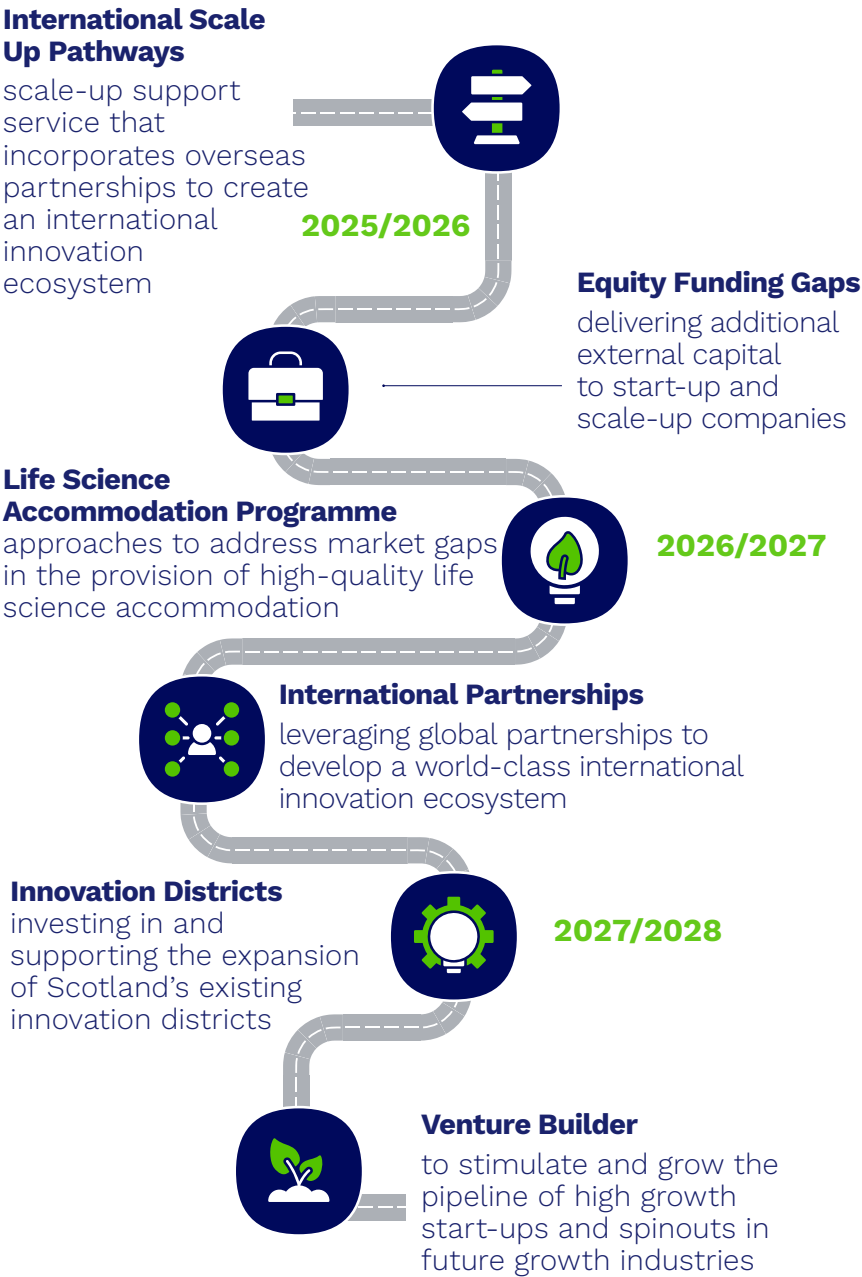 International Scale
Up Pathways
scale-up support
service that
incorporates overseas
partnerships to create
an international
innovation
ecosystem
2025/2026
Equity Funding Gaps
delivering additional
external capital
to start-up and
scale-up companies
Life Science
Accommodation Programme
approaches to address market gaps
in the provision of high-quality life
science accommodation
2026/2027
International Partnerships
leveraging global partnerships to
develop a world-class international
innovation ecosystem
Innovation Districts
investing in and
supporting the expansion
of Scotland’s existing
innovation districts
2027/2028
Venture Builder
to stimulate and grow the
pipeline of high growth
start-ups and spinouts in
future growth industries